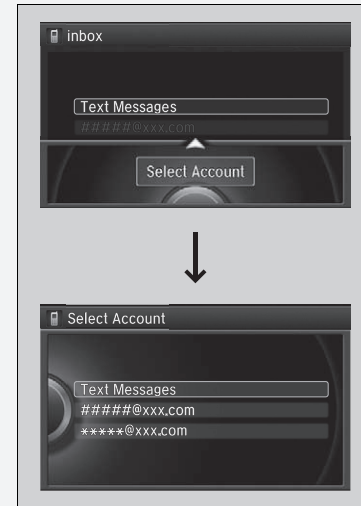 inbox
Text Messages
#####@xxx.com
Select Account
Select Account
Text Messages
#####@xxx.com
*****@xxx.com